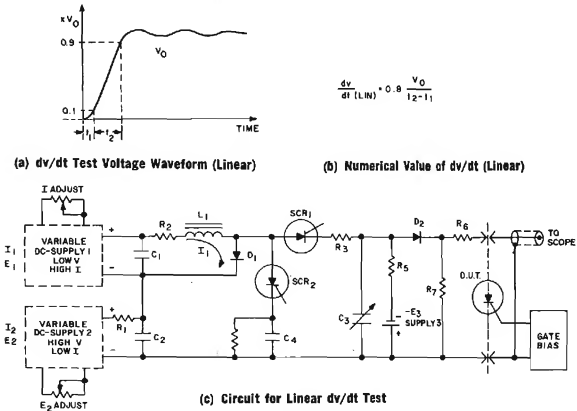 x V₀
0.9
V₀
0.1
t₁ t₂
TIME
(a) dv/dt Test Voltage Waveform (Linear)
dv/dt (LIN) = 0.8 V₀/t₂-t₁
(b) Numerical Value of dv/dt (Linear)
I ADJUST
I₁
E₁
VARIABLE
DC-SUPPLY 1
LOW V
HIGH I
+
−
R₂
L₁
I₁
C₁
D₁
SCR₁
SCR₂
R₃
D₂
R₆
TO
SCOPE
I₂
E₂
VARIABLE
DC-SUPPLY 2
HIGH V
LOW I
+
−
R₁
C₂
C₄
C₃
R₅
−E₃
SUPPLY 3
+
R₇
D.U.T.
GATE
BIAS
E₂ ADJUST
(c) Circuit for Linear dv/dt Test